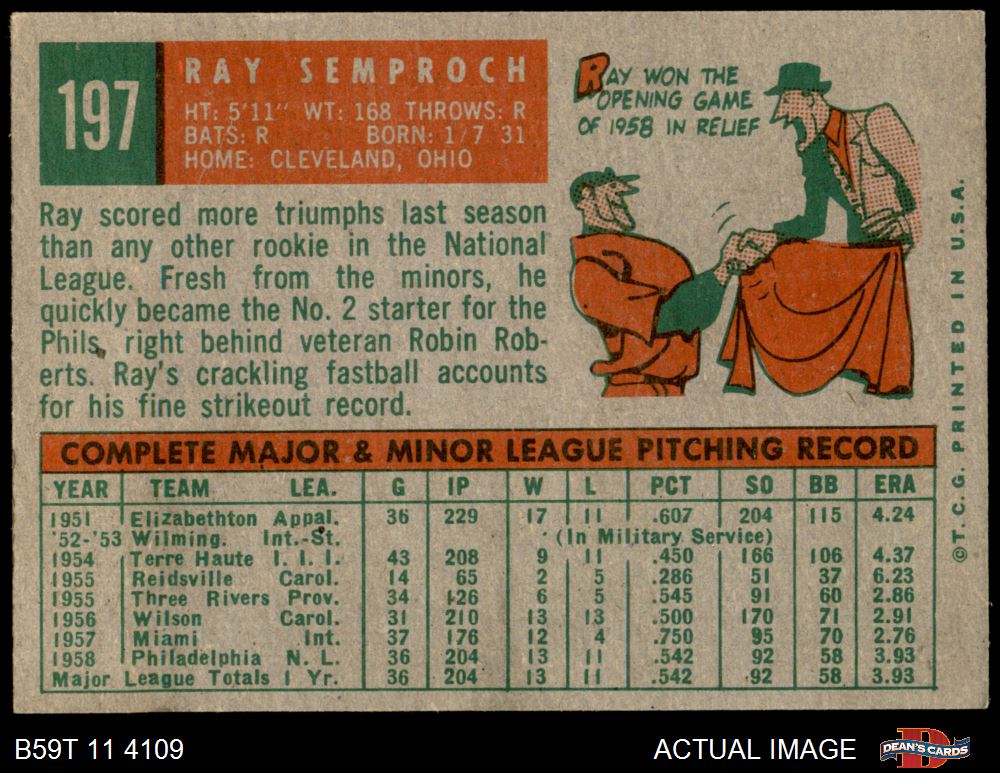 197
RAY SEMPROCH
HT: 5'11" WT: 168 THROWS: R
BATS: R BORN: 1/7 31
HOME: CLEVELAND, OHIO
RAY WON THE
OPENING GAME
OF 1958 IN RELIEF
Ray scored more triumphs last season
than any other rookie in the National
League. Fresh from the minors, he
quickly became the No. 2 starter for the
Phils, right behind veteran Robin Rob-
erts. Ray's crackling fastball accounts
for his fine strikeout record.
COMPLETE MAJOR & MINOR LEAGUE PITCHING RECORD
YEAR TEAM LEA. G IP W L PCT SO BB ERA
1951 Elizabethton Appal. 36 229 17 11 .607 204 115 4.24
'52-'53 Wilming. Int.-St. (In Military Service)
1954 Terre Haute I. I. I. 43 208 9 11 .450 166 106 4.37
1955 Reidsville Carol. 14 65 2 5 .286 51 37 6.23
1955 Three Rivers Prov. 34 126 6 5 .545 91 60 2.86
1956 Wilson Carol. 31 210 13 13 .500 170 71 2.91
1957 Miami Int. 37 176 12 4 .750 95 70 2.76
1958 Philadelphia N. L. 36 204 13 11 .542 92 58 3.93
Major League Totals 1 Yr. 36 204 13 11 .542 92 58 3.93
©T. C. G. PRINTED IN U.S.A.
B59T 11 4109
ACTUAL IMAGE
DEAN'S CARDS